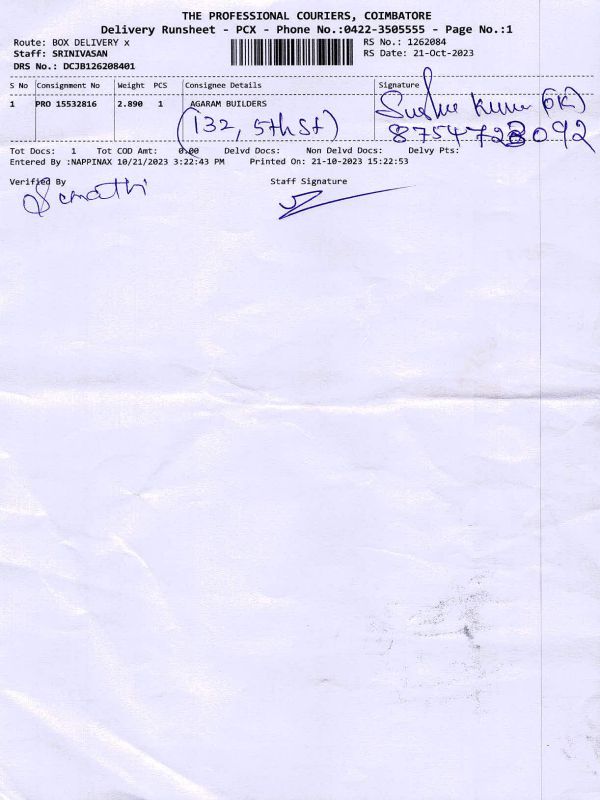 THE PROFESSIONAL COURIERS, COIMBATORE
Delivery Runsheet - PCX - Phone No.:0422-3505555 - Page No.:1
Route: BOX DELIVERY x
RS No.: 1262084
Staff: SRINIVASAN
RS Date: 21-Oct-2023
DRS No.: DCJB126208401
S No Consignment No Weight PCS Consignee Details Signature
1 PRO 15532816 2.890 1 AGARAM BUILDERS
(132, 5th St)
Kumar (OK)
Tot Docs: 1 Tot COD Amt: 0.00 Delvd Docs: Non Delvd Docs: Delvy Pts:
Entered By :NAPPINAX 10/21/2023 3:22:43 PM Printed On: 21-10-2023 15:22:53
Verified By
Staff Signature